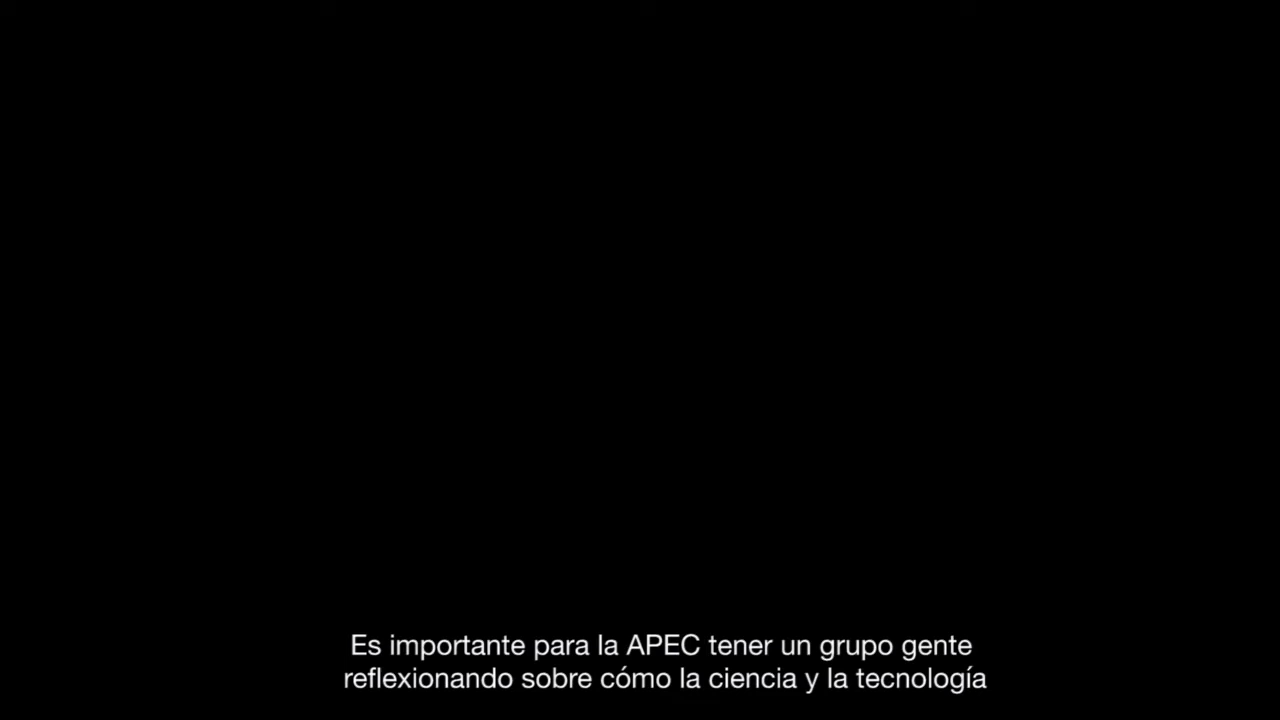 Es importante para la APEC tener un grupo gente
reflexionando sobre cómo la ciencia y la tecnología